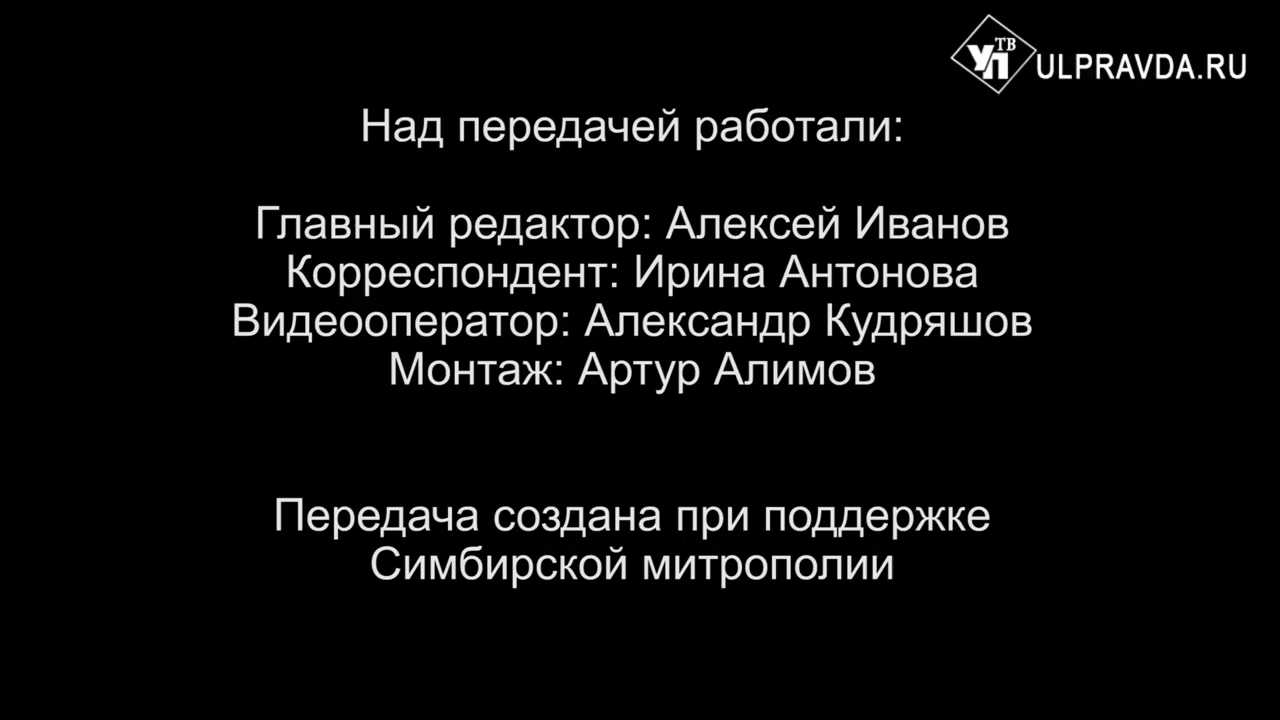 УП ТВ ULPRAVDA.RU
Над передачей работали:
Главный редактор: Алексей Иванов
Корреспондент: Ирина Антонова
Видеооператор: Александр Кудряшов
Монтаж: Артур Алимов
Передача создана при поддержке
Симбирской митрополии